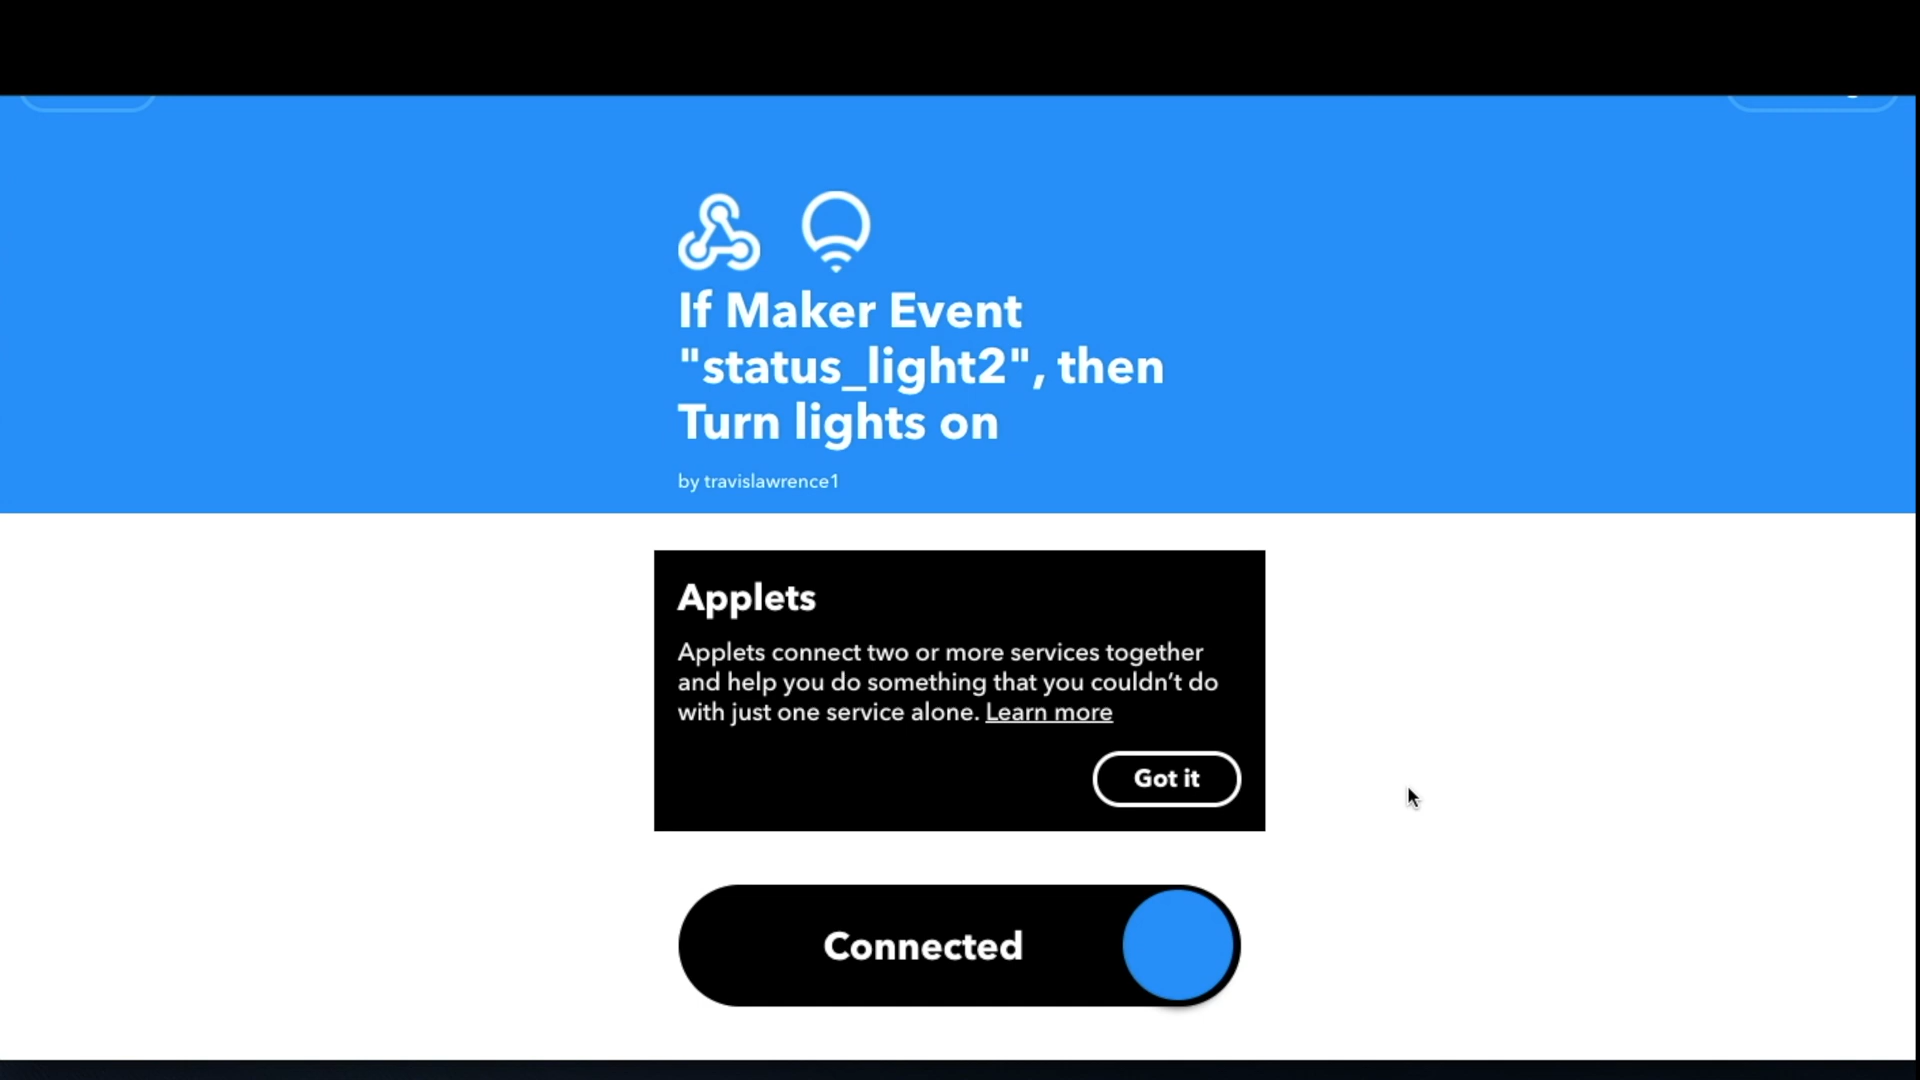 If Maker Event
"status_light2", then
Turn lights on
by travislawrence1
Applets
Applets connect two or more services together
and help you do something that you couldn’t do
with just one service alone. Learn more
Got it
Connected